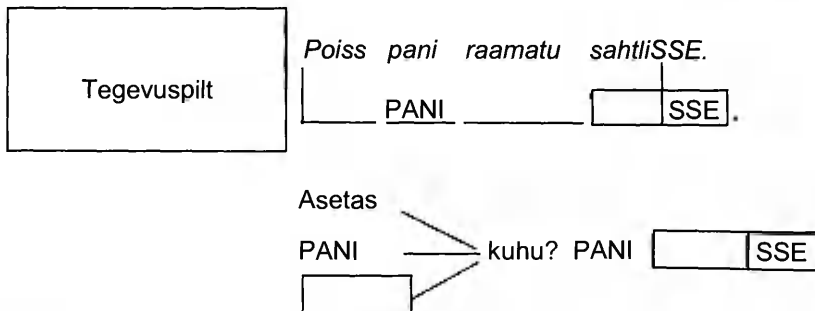 Poiss pani raamatu sahtliSSE.
Tegevuspilt
PANI SSE.
Asetas
PANI kuhu? PANI SSE